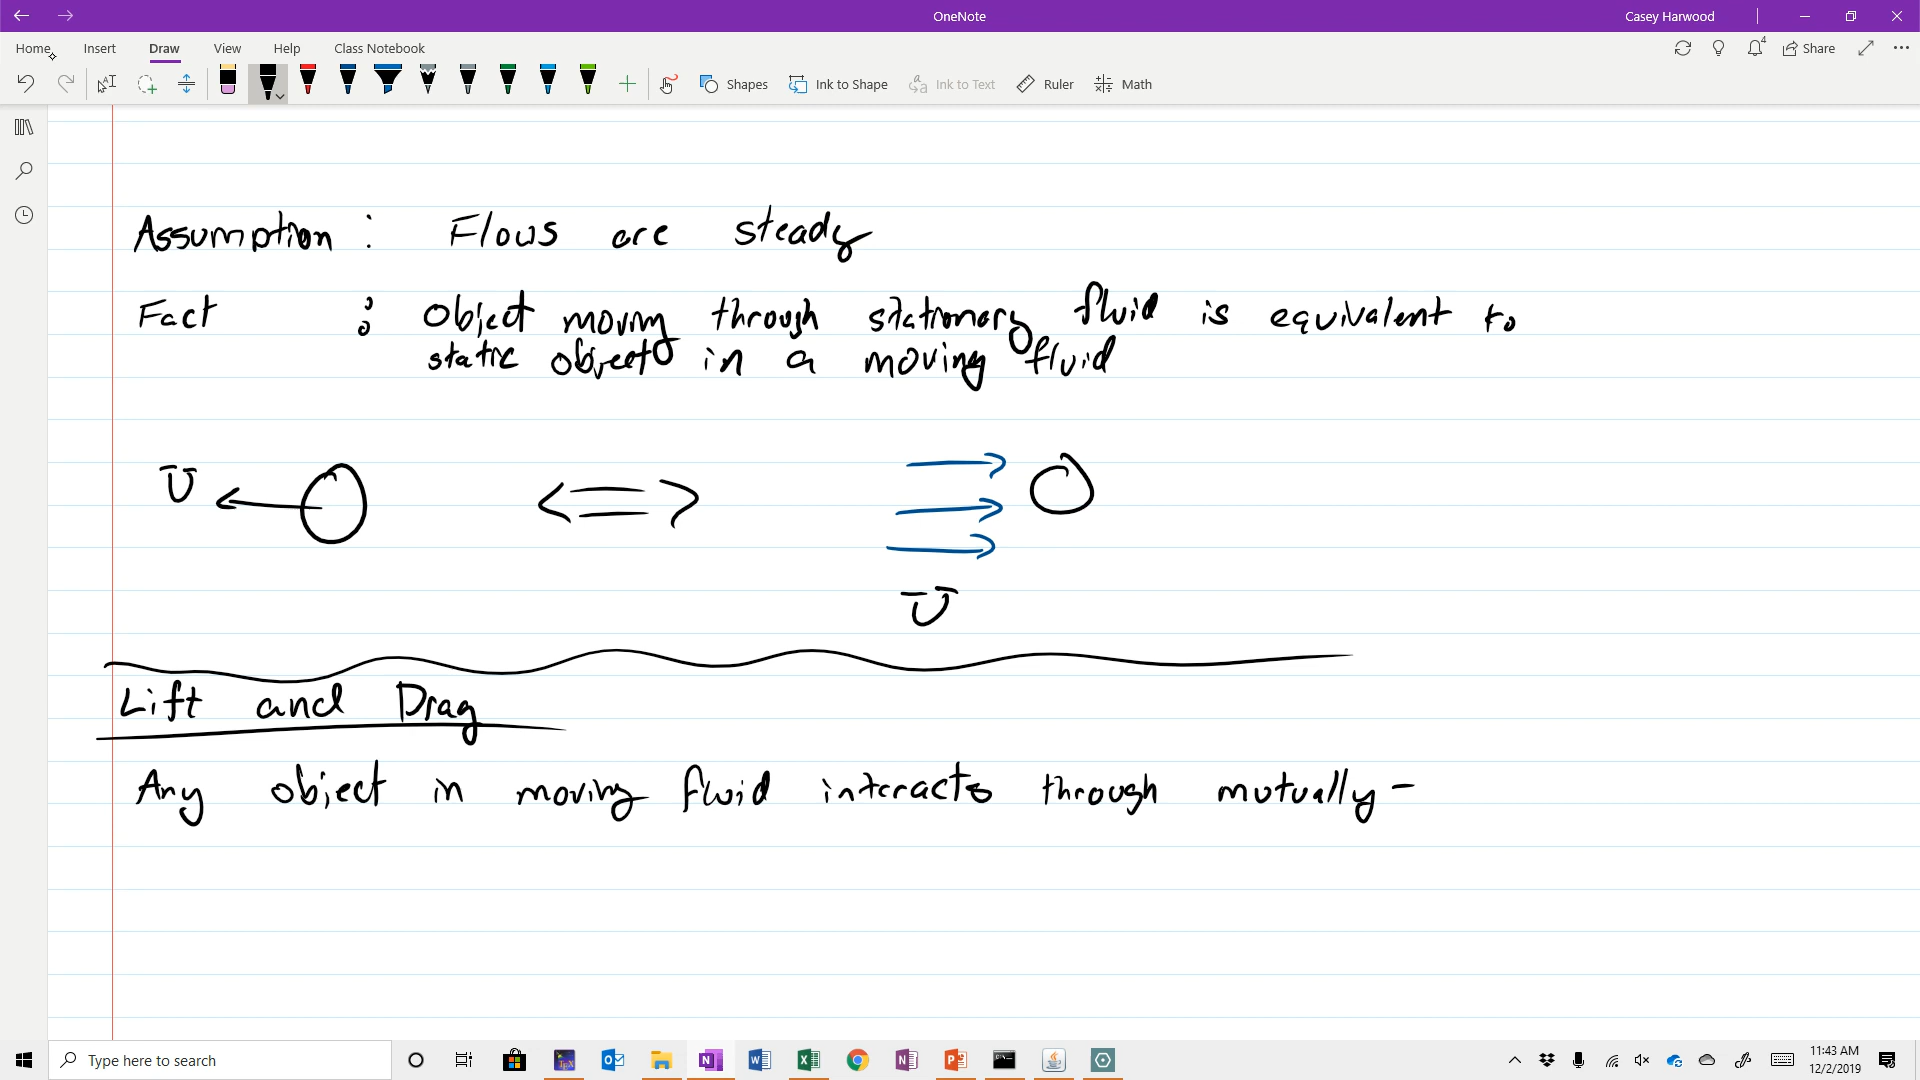 OneNote
Casey Harwood
Home Insert Draw View Help Class Notebook
4 Share
Shapes Ink to Shape Ink to Text Ruler Math
Assumption : Flows are steady
Fact : Object moving through stationary fluid is equivalent to
static object in a moving fluid
U <=> U
Lift and Drag
Any object in moving fluid interacts through mutually -
Type here to search
11:43 AM
12/2/2019